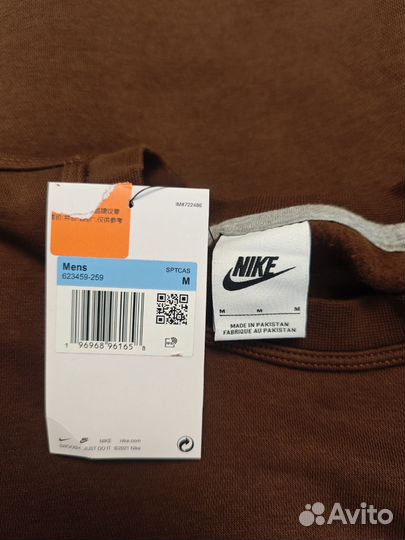 IM#722486
Mens
SPTCAS
623459-259
M
1 96968 96165 8
NIKE
nike.com
SWOOSH JUST DO IT ©2021 Nike
NIKE
M M M
MADE IN PAKISTAN
FABRIQUÉ AU PAKISTAN
Avito